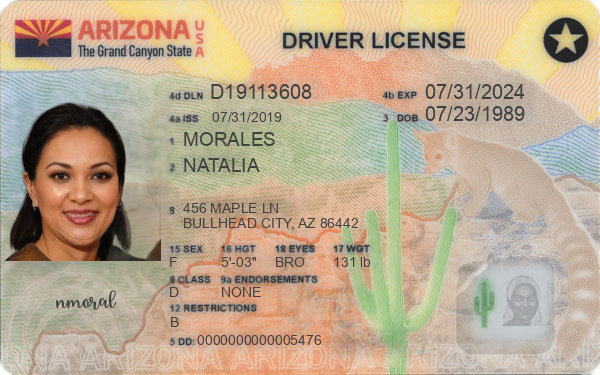 ARIZONA USA
The Grand Canyon State
DRIVER LICENSE
4d DLN D19113608 4b EXP 07/31/2024
4a ISS 07/31/2019 3 DOB 07/23/1989
1 MORALES
2 NATALIA
8 456 MAPLE LN
BULLHEAD CITY, AZ 86442
15 SEX 16 HGT 18 EYES 17 WGT
F 5'-03" BRO 131 lb
9 CLASS 9a ENDORSEMENTS
D NONE
12 RESTRICTIONS
B
nmoral
5 DD: 0000000000005476
ARIZONA ARIZONA ARIZONA ARIZONA